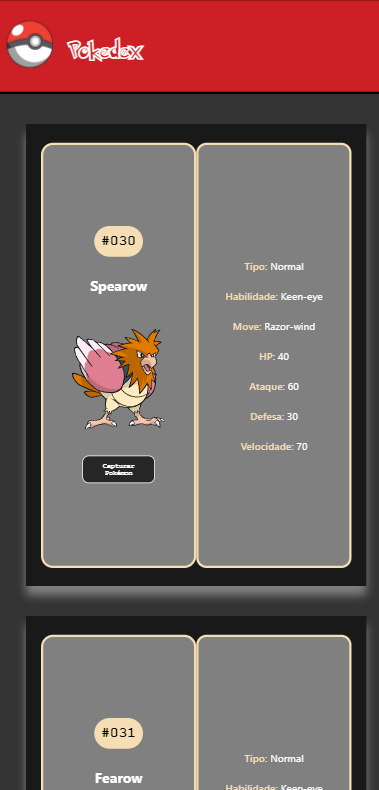 Pokedex
#030
Spearow
Capturar
Pokémon
Tipo: Normal
Habilidade: Keen-eye
Move: Razor-wind
HP: 40
Ataque: 60
Defesa: 30
Velocidade: 70
#031
Fearow
Tipo: Normal
Habilidade: Keen-eye